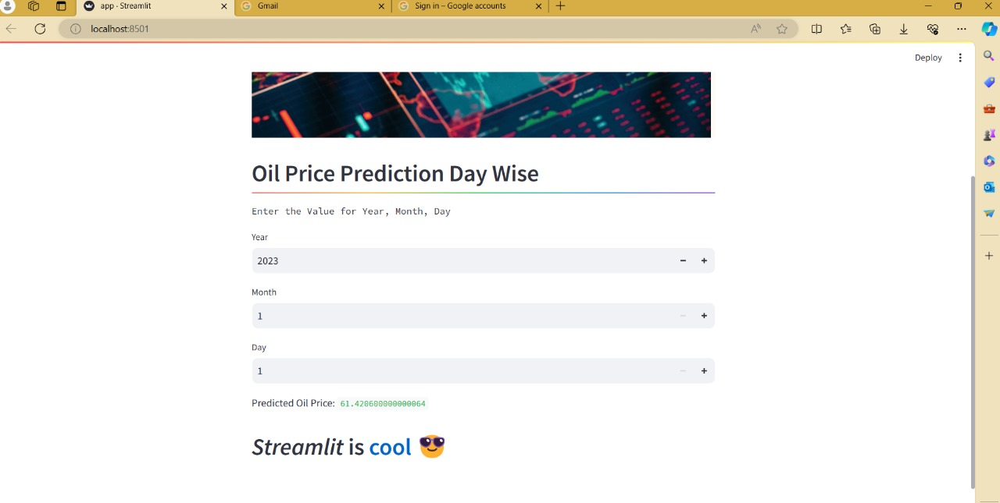 app · Streamlit
Gmail
Sign in – Google accounts
localhost:8501
Deploy
Oil Price Prediction Day Wise
Enter the Value for Year, Month, Day
Year
2023
Month
1
Day
1
Predicted Oil Price: 61.420600000000064
Streamlit is cool 😎